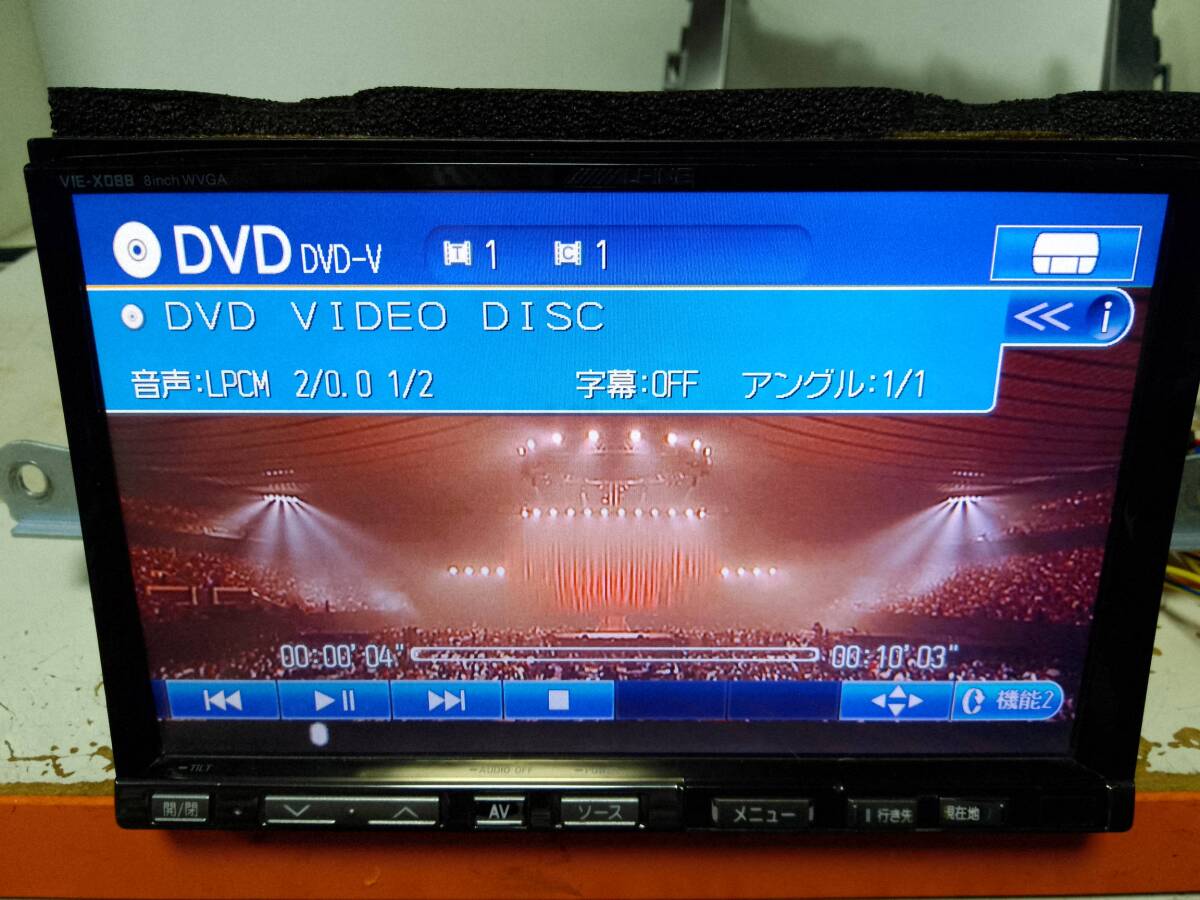 VIE-X088 8inch WVGA ALPINE
DVD DVD-V T 1 C 1
DVD VIDEO DISC << i
音声:LPCM 2/0.0 1/2 字幕:OFF アングル:1/1
00:00'04" 00:10'03"
機能2
TILT AUDIO OFF
開/閉 AV ソース メニュー 行き先 現在地